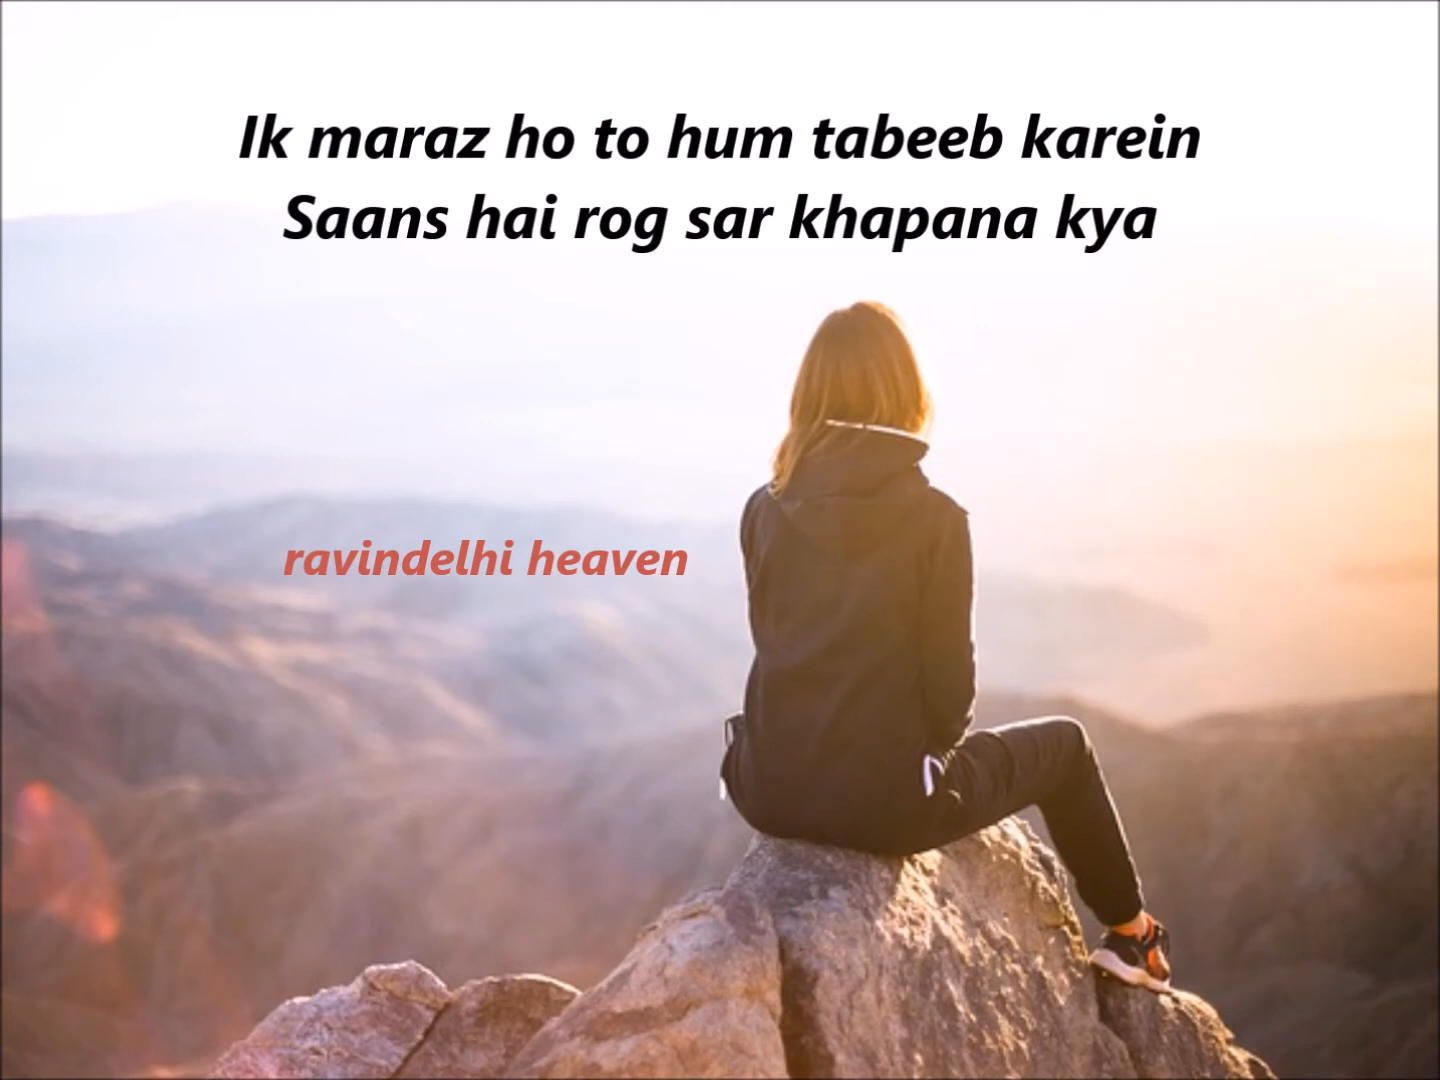 Ik maraz ho to hum tabeeb karein
Saans hai rog sar khapana kya
ravindelhi heaven